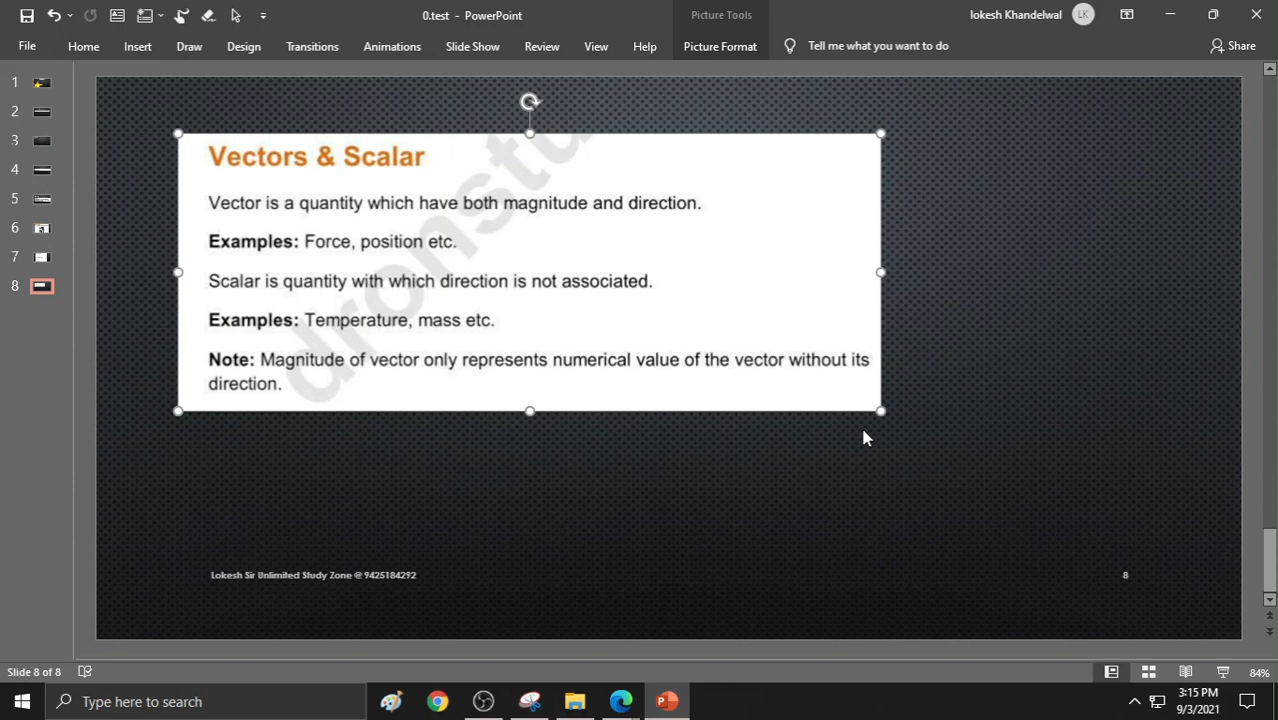 0.test - PowerPoint
Picture Tools
lokesh Khandelwal
LK
File
Home
Insert
Draw
Design
Transitions
Animations
Slide Show
Review
View
Help
Picture Format
Tell me what you want to do
Share
1
2
3
4
5
6
7
8
dronstu
Vectors & Scalar
Vector is a quantity which have both magnitude and direction.
Examples: Force, position etc.
Scalar is quantity with which direction is not associated.
Examples: Temperature, mass etc.
Note: Magnitude of vector only represents numerical value of the vector without its
direction.
Lokesh Sir Unlimited Study Zone @ 9425184292
8
Slide 8 of 8
84%
Type here to search
3:15 PM
9/3/2021